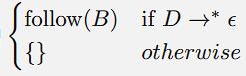 follow(B) if D →* ϵ
{} otherwise